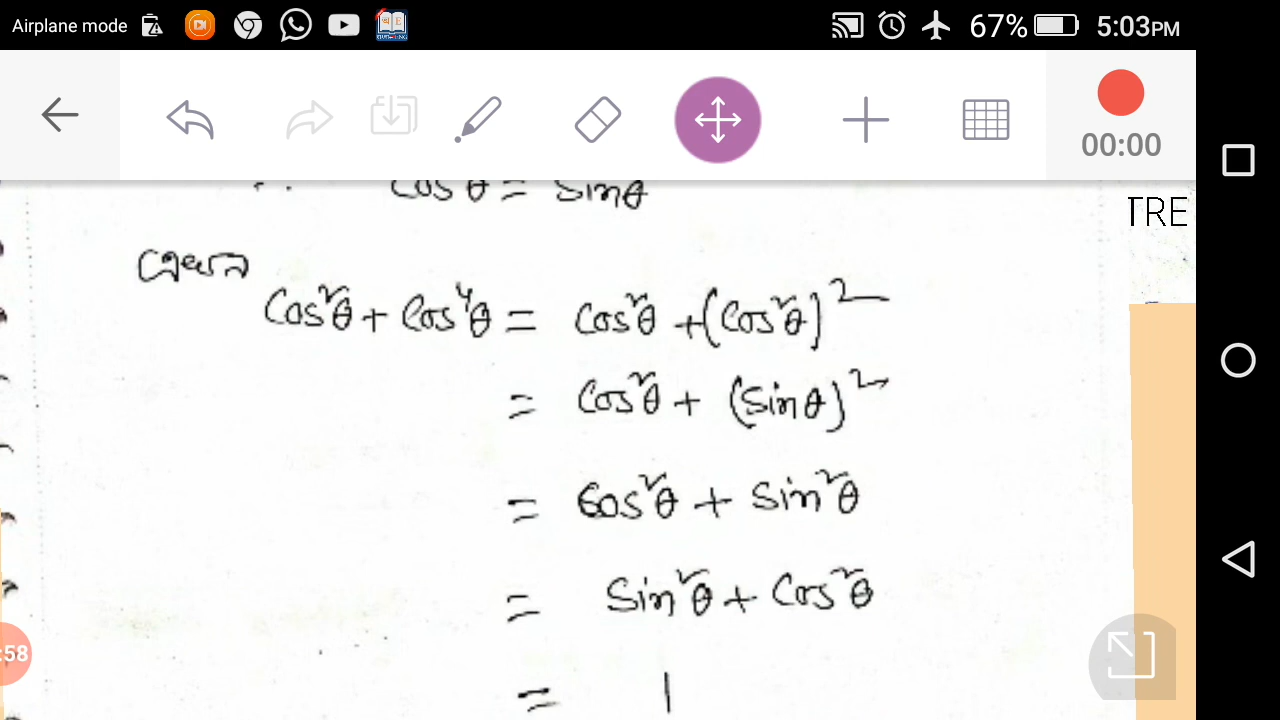 Airplane mode 67% 5:03PM
00:00
∴ Cos θ = Sinθ
TRE
Cos²θ + Cos⁴θ = Cos²θ + (Cos²θ)²
= Cos²θ + (Sinθ)²
= Cos²θ + Sin²θ
= Sin²θ + Cos²θ
:58
= 1